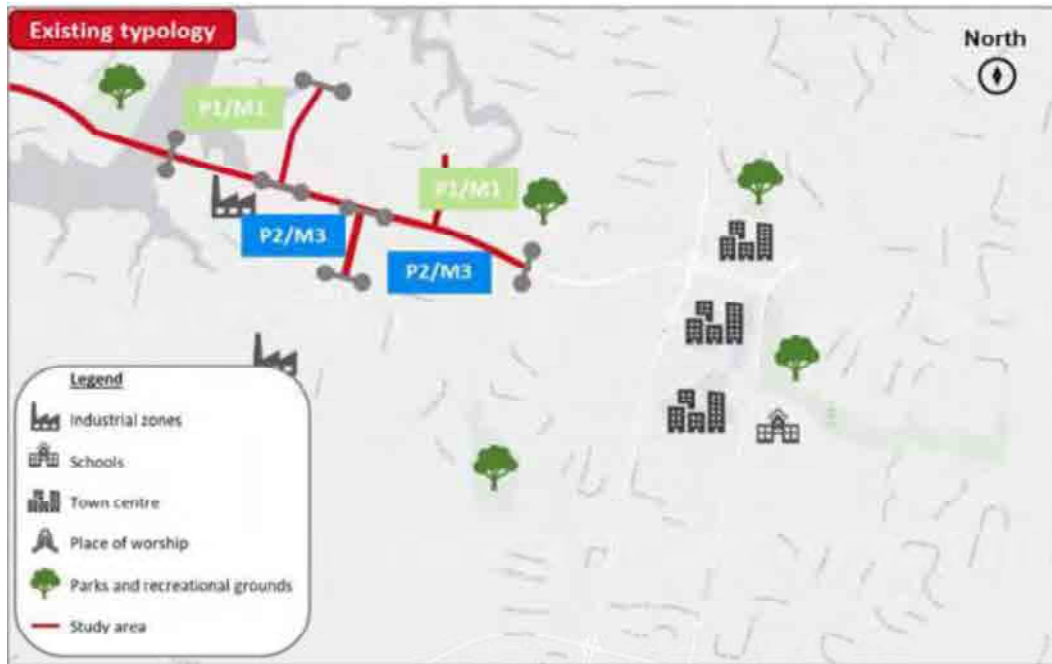 Existing typology
North
P1/M1
P1/M1
P2/M3
P2/M3
Legend
Industrial zones
Schools
Town centre
Place of worship
Parks and recreational grounds
Study area